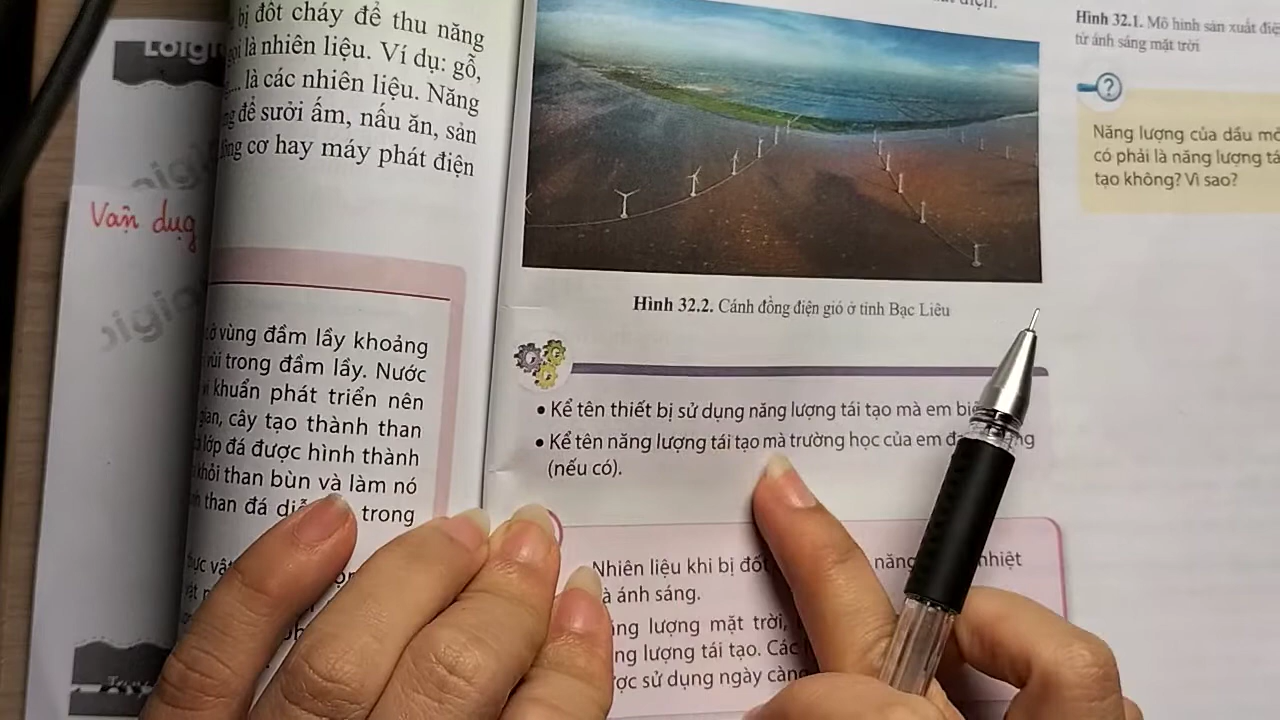 bị đốt cháy để thu năng
gọi là nhiên liệu. Ví dụ: gỗ,
... là các nhiên liệu. Năng
để sưởi ấm, nấu ăn, sản
cơ hay máy phát điện
Vận dụng
ở vùng đầm lầy khoảng
vùi trong đầm lầy. Nước
khuẩn phát triển nên
gian, cây tạo thành than
lớp đá được hình thành
khỏi than bùn và làm nó
than đá trong
Hình 32.2. Cánh đồng điện gió ở tỉnh Bạc Liêu
• Kể tên thiết bị sử dụng năng lượng tái tạo mà em
• Kể tên năng lượng tái tạo mà trường học của em
(nếu có).
Nhiên liệu khi bị đốt năng nhiệt
và ánh sáng.
lượng mặt trời,
lượng tái tạo. Các
được sử dụng ngày càng
Hình 32.1. Mô hình sản xuất điện
từ ánh sáng mặt trời
?
Năng lượng của dầu mỏ
có phải là năng lượng tái
tạo không? Vì sao?